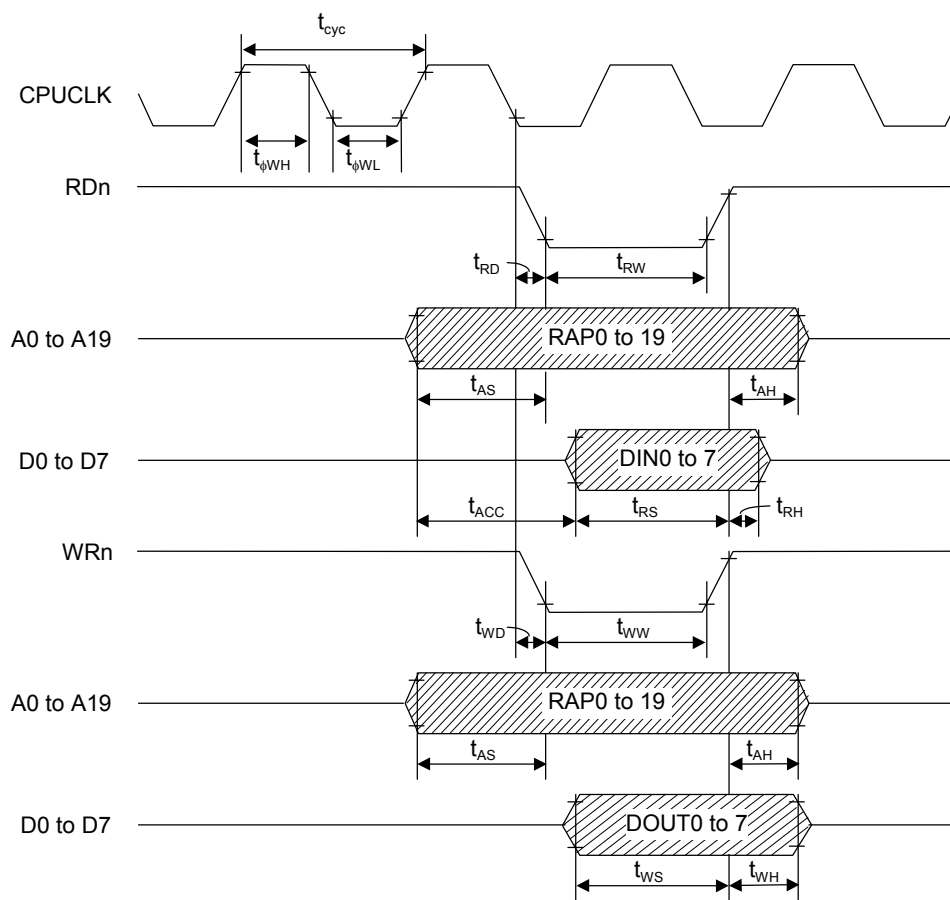 tcyc
CPUCLK
tϕWH tϕWL
RDn
tRD tRW
A0 to A19 RAP0 to 19
tAS tAH
D0 to D7 DIN0 to 7
tACC tRS tRH
WRn
tWD tWW
A0 to A19 RAP0 to 19
tAS tAH
D0 to D7 DOUT0 to 7
tWS tWH